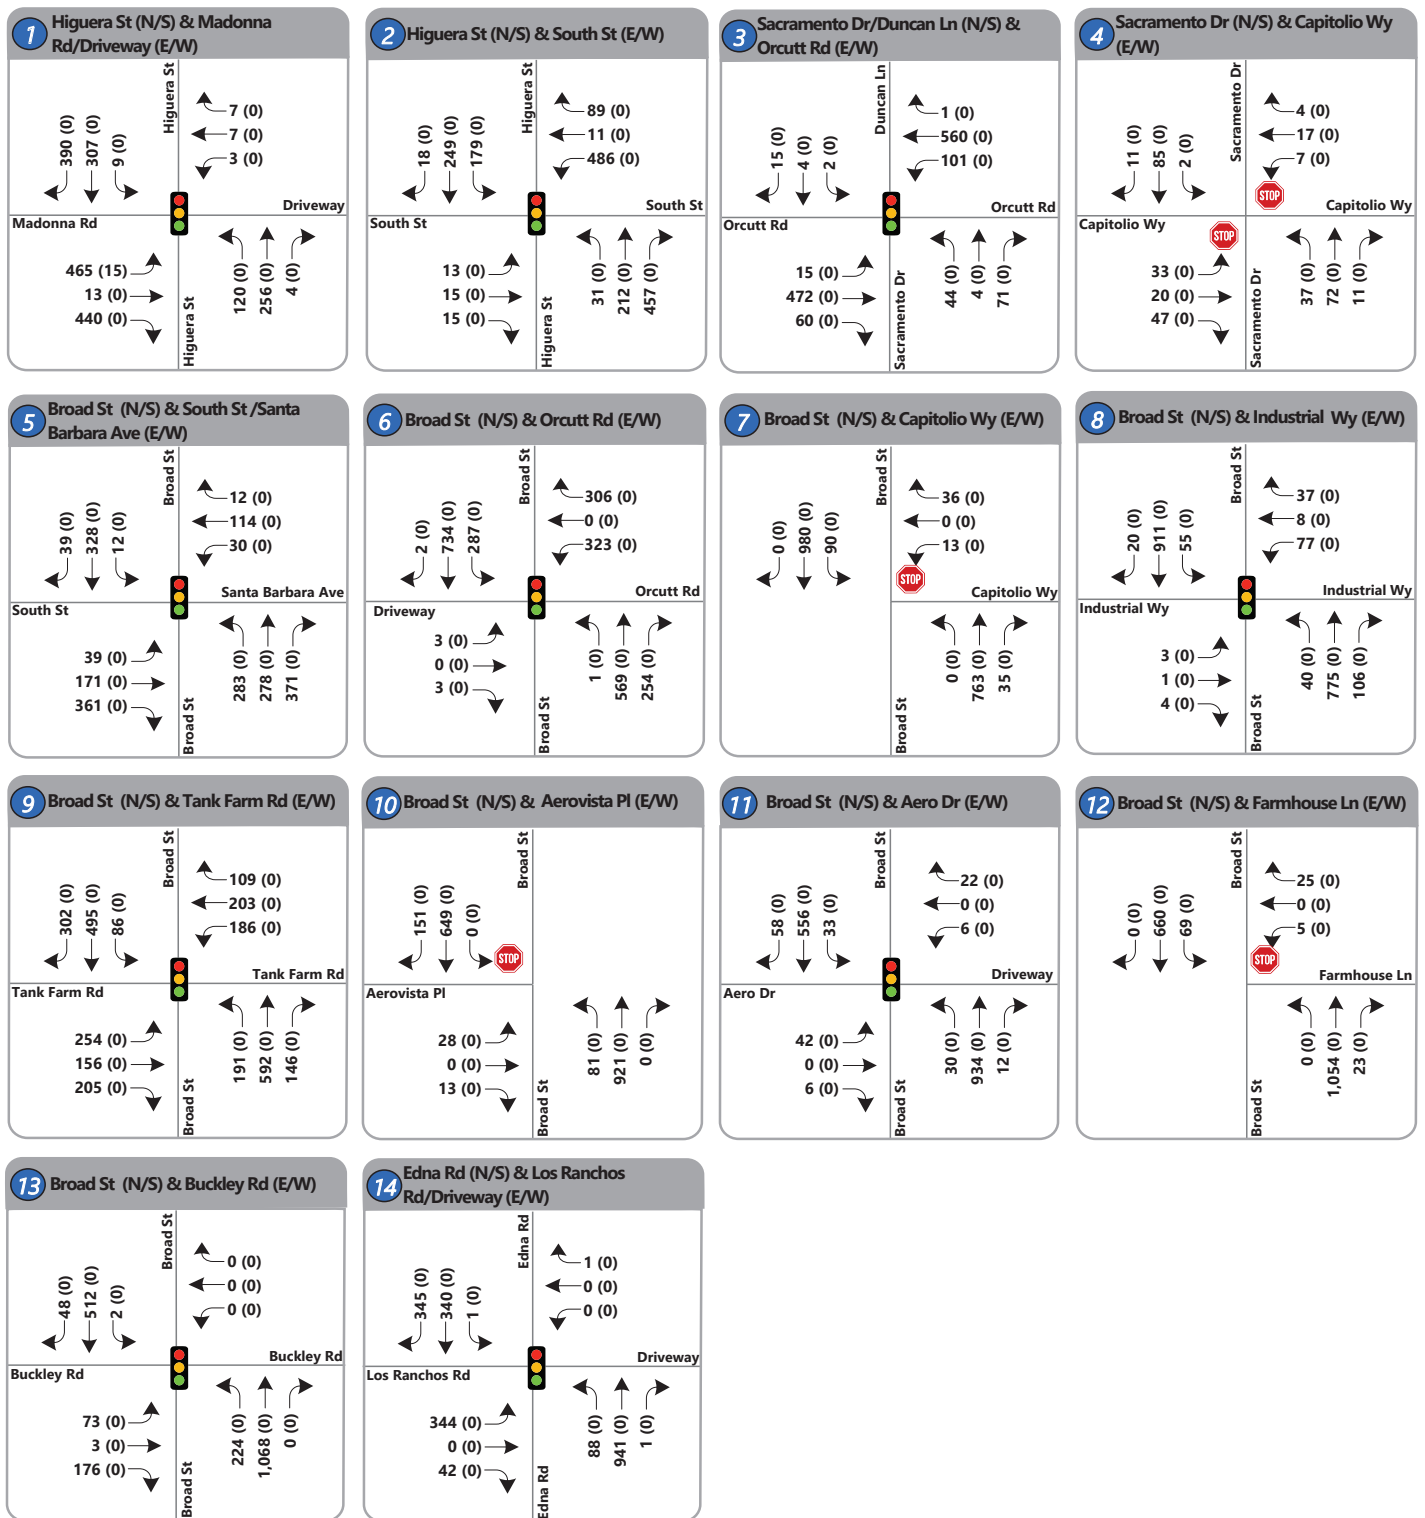 1
Higuera St (N/S) & Madonna
Rd/Driveway (E/W)
Higuera St
390 (0)
307 (0)
9 (0)
7 (0)
7 (0)
3 (0)
Driveway
Madonna Rd
465 (15)
13 (0)
440 (0)
120 (0)
256 (0)
4 (0)
Higuera St
2
Higuera St (N/S) & South St (E/W)
Higuera St
18 (0)
249 (0)
179 (0)
89 (0)
11 (0)
486 (0)
South St
South St
13 (0)
15 (0)
15 (0)
31 (0)
212 (0)
457 (0)
Higuera St
3
Sacramento Dr/Duncan Ln (N/S) &
Orcutt Rd (E/W)
Duncan Ln
15 (0)
4 (0)
2 (0)
1 (0)
560 (0)
101 (0)
Orcutt Rd
Orcutt Rd
15 (0)
472 (0)
60 (0)
44 (0)
4 (0)
71 (0)
Sacramento Dr
4
Sacramento Dr (N/S) & Capitolio Wy
(E/W)
Sacramento Dr
11 (0)
85 (0)
2 (0)
4 (0)
17 (0)
7 (0)
STOP
Capitolio Wy
Capitolio Wy
STOP
33 (0)
20 (0)
47 (0)
37 (0)
72 (0)
11 (0)
Sacramento Dr
5
Broad St (N/S) & South St /Santa
Barbara Ave (E/W)
Broad St
39 (0)
328 (0)
12 (0)
12 (0)
114 (0)
30 (0)
Santa Barbara Ave
South St
39 (0)
171 (0)
361 (0)
283 (0)
278 (0)
371 (0)
Broad St
6
Broad St (N/S) & Orcutt Rd (E/W)
Broad St
2 (0)
734 (0)
287 (0)
306 (0)
0 (0)
323 (0)
Orcutt Rd
Driveway
3 (0)
0 (0)
3 (0)
1 (0)
569 (0)
254 (0)
Broad St
7
Broad St (N/S) & Capitolio Wy (E/W)
Broad St
0 (0)
980 (0)
90 (0)
36 (0)
0 (0)
13 (0)
STOP
Capitolio Wy
0 (0)
763 (0)
35 (0)
Broad St
8
Broad St (N/S) & Industrial Wy (E/W)
Broad St
20 (0)
911 (0)
55 (0)
37 (0)
8 (0)
77 (0)
Industrial Wy
Industrial Wy
3 (0)
1 (0)
4 (0)
40 (0)
775 (0)
106 (0)
Broad St
9
Broad St (N/S) & Tank Farm Rd (E/W)
Broad St
302 (0)
495 (0)
86 (0)
109 (0)
203 (0)
186 (0)
Tank Farm Rd
Tank Farm Rd
254 (0)
156 (0)
205 (0)
191 (0)
592 (0)
146 (0)
Broad St
10
Broad St (N/S) & Aerovista Pl (E/W)
Broad St
151 (0)
649 (0)
0 (0)
STOP
Aerovista Pl
28 (0)
0 (0)
13 (0)
81 (0)
921 (0)
0 (0)
Broad St
11
Broad St (N/S) & Aero Dr (E/W)
Broad St
58 (0)
556 (0)
33 (0)
22 (0)
0 (0)
6 (0)
Driveway
Aero Dr
42 (0)
0 (0)
6 (0)
30 (0)
934 (0)
12 (0)
Broad St
12
Broad St (N/S) & Farmhouse Ln (E/W)
Broad St
0 (0)
660 (0)
69 (0)
25 (0)
0 (0)
5 (0)
STOP
Farmhouse Ln
0 (0)
1,054 (0)
23 (0)
Broad St
13
Broad St (N/S) & Buckley Rd (E/W)
Broad St
48 (0)
512 (0)
2 (0)
0 (0)
0 (0)
0 (0)
Buckley Rd
Buckley Rd
73 (0)
3 (0)
176 (0)
224 (0)
1,068 (0)
0 (0)
Broad St
14
Edna Rd (N/S) & Los Ranchos
Rd/Driveway (E/W)
Edna Rd
345 (0)
340 (0)
1 (0)
1 (0)
0 (0)
0 (0)
Driveway
Los Ranchos Rd
344 (0)
0 (0)
42 (0)
88 (0)
941 (0)
1 (0)
Edna Rd